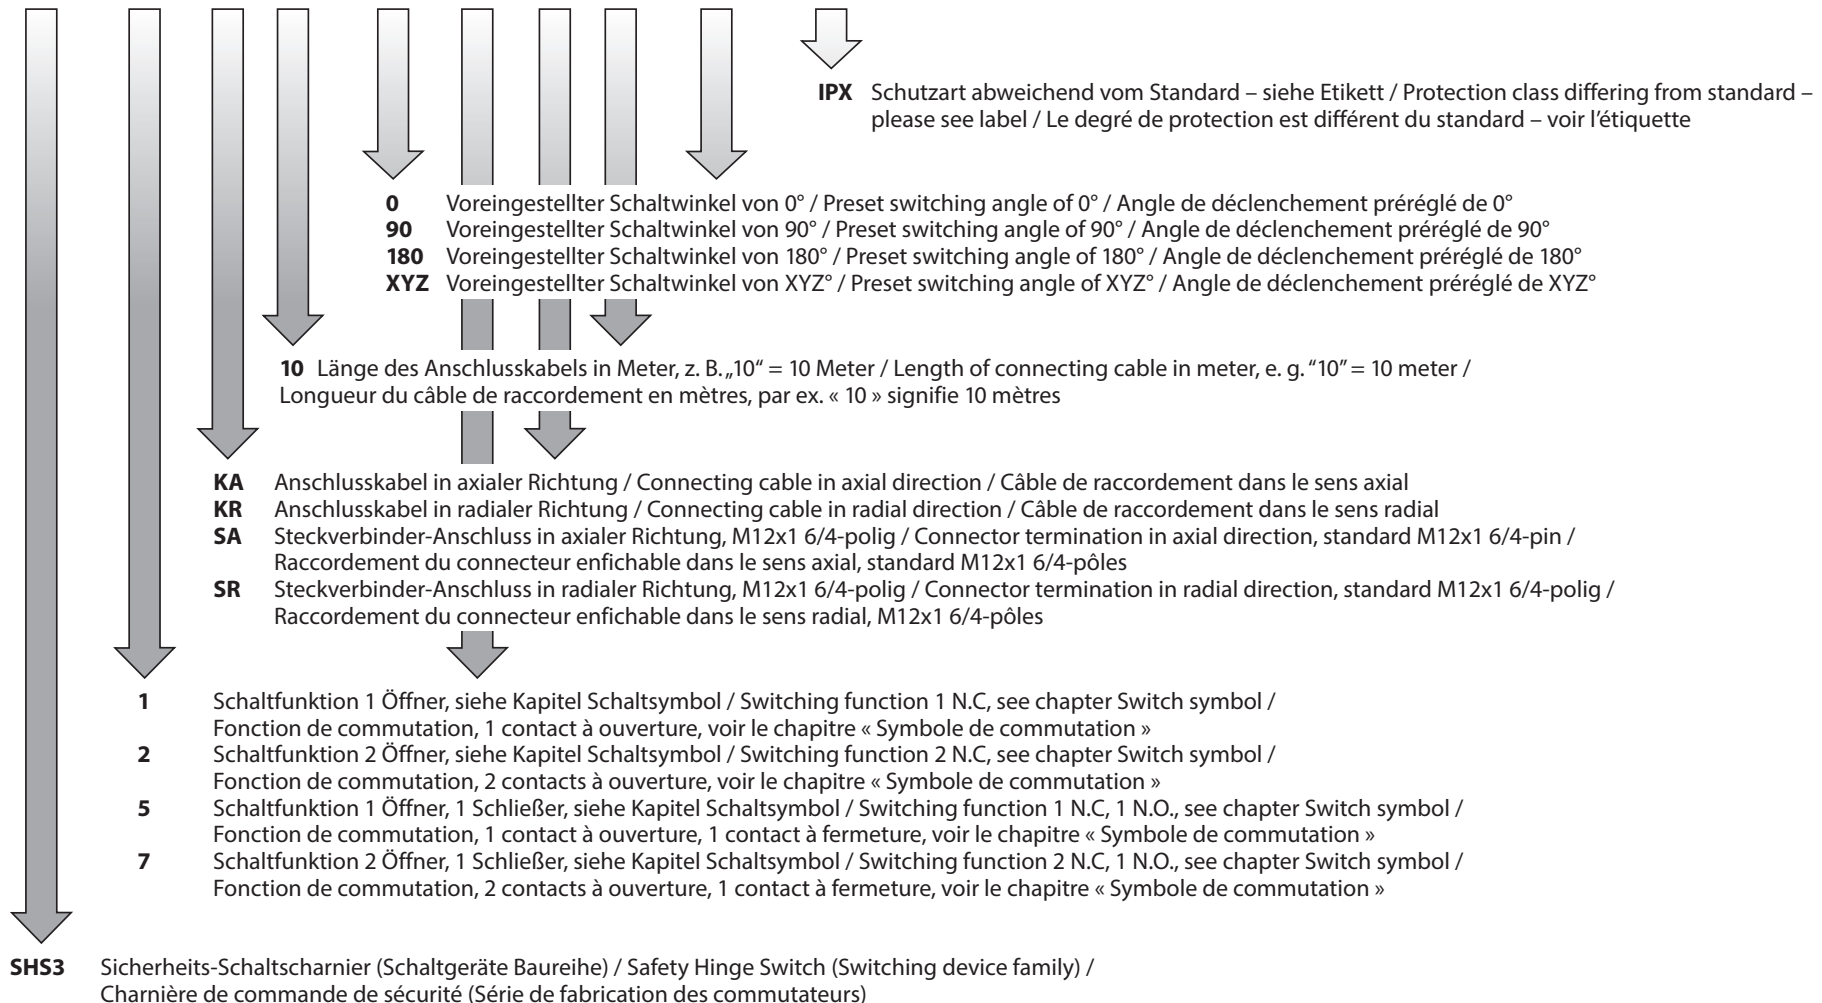 IPX Schutzart abweichend vom Standard – siehe Etikett / Protection class differing from standard –
please see label / Le degré de protection est différent du standard – voir l’étiquette
0 Voreingestellter Schaltwinkel von 0° / Preset switching angle of 0° / Angle de déclenchement préréglé de 0°
90 Voreingestellter Schaltwinkel von 90° / Preset switching angle of 90° / Angle de déclenchement préréglé de 90°
180 Voreingestellter Schaltwinkel von 180° / Preset switching angle of 180° / Angle de déclenchement préréglé de 180°
XYZ Voreingestellter Schaltwinkel von XYZ° / Preset switching angle of XYZ° / Angle de déclenchement préréglé de XYZ°
10 Länge des Anschlusskabels in Meter, z. B. „10“ = 10 Meter / Length of connecting cable in meter, e. g. “10” = 10 meter /
Longueur du câble de raccordement en mètres, par ex. « 10 » signifie 10 mètres
KA Anschlusskabel in axialer Richtung / Connecting cable in axial direction / Câble de raccordement dans le sens axial
KR Anschlusskabel in radialer Richtung / Connecting cable in radial direction / Câble de raccordement dans le sens radial
SA Steckverbinder-Anschluss in axialer Richtung, M12x1 6/4-polig / Connector termination in axial direction, standard M12x1 6/4-pin /
Raccordement du connecteur enfichable dans le sens axial, standard M12x1 6/4-pôles
SR Steckverbinder-Anschluss in radialer Richtung, M12x1 6/4-polig / Connector termination in radial direction, standard M12x1 6/4-polig /
Raccordement du connecteur enfichable dans le sens radial, M12x1 6/4-pôles
1 Schaltfunktion 1 Öffner, siehe Kapitel Schaltsymbol / Switching function 1 N.C, see chapter Switch symbol /
Fonction de commutation, 1 contact à ouverture, voir le chapitre « Symbole de commutation »
2 Schaltfunktion 2 Öffner, siehe Kapitel Schaltsymbol / Switching function 2 N.C, see chapter Switch symbol /
Fonction de commutation, 2 contacts à ouverture, voir le chapitre « Symbole de commutation »
5 Schaltfunktion 1 Öffner, 1 Schließer, siehe Kapitel Schaltsymbol / Switching function 1 N.C, 1 N.O., see chapter Switch symbol /
Fonction de commutation, 1 contact à ouverture, 1 contact à fermeture, voir le chapitre « Symbole de commutation »
7 Schaltfunktion 2 Öffner, 1 Schließer, siehe Kapitel Schaltsymbol / Switching function 2 N.C, 1 N.O., see chapter Switch symbol /
Fonction de commutation, 2 contacts à ouverture, 1 contact à fermeture, voir le chapitre « Symbole de commutation »
SHS3 Sicherheits-Schaltscharnier (Schaltgeräte Baureihe) / Safety Hinge Switch (Switching device family) /
Charnière de commande de sécurité (Série de fabrication des commutateurs)